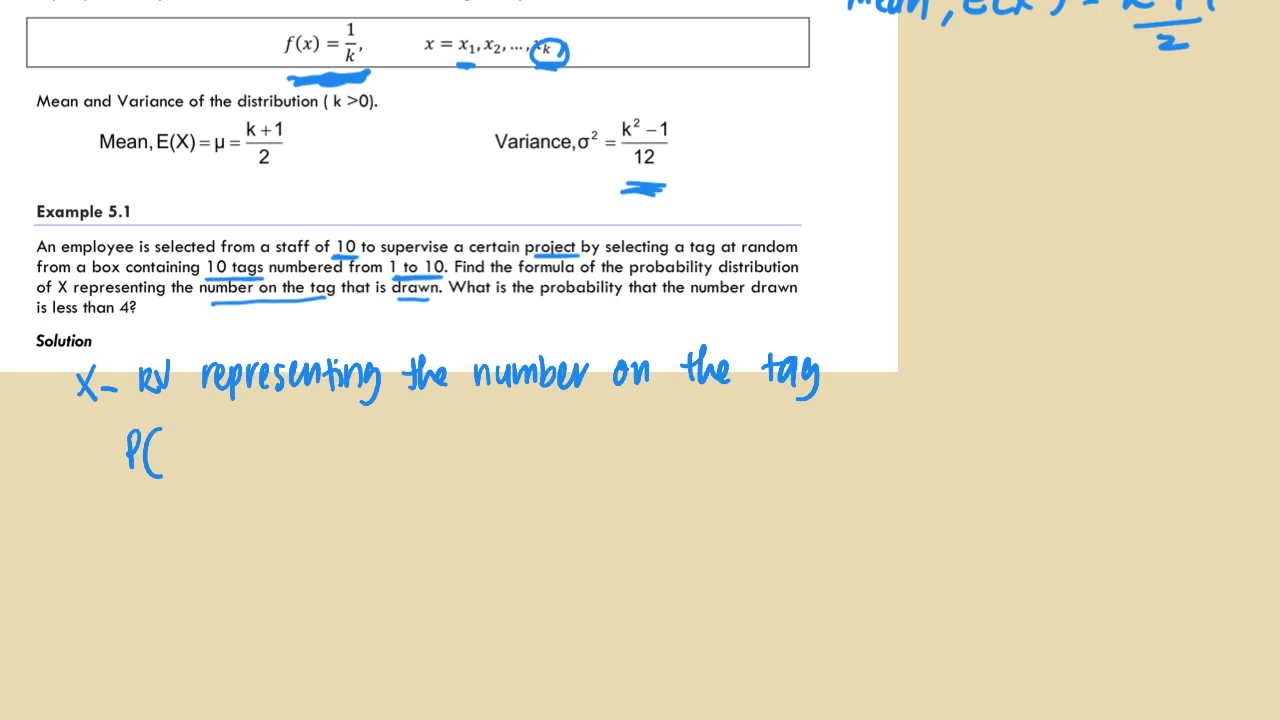 Mean, E(X) =
2
f(x) = 1/k, x = x₁, x₂, ..., xₖ
Mean and Variance of the distribution ( k >0).
Mean, E(X) = μ = k + 1 / 2 Variance, σ² = k² − 1 / 12
Example 5.1
An employee is selected from a staff of 10 to supervise a certain project by selecting a tag at random
from a box containing 10 tags numbered from 1 to 10. Find the formula of the probability distribution
of X representing the number on the tag that is drawn. What is the probability that the number drawn
is less than 4?
Solution
X - RV representing the number on the tag
P(